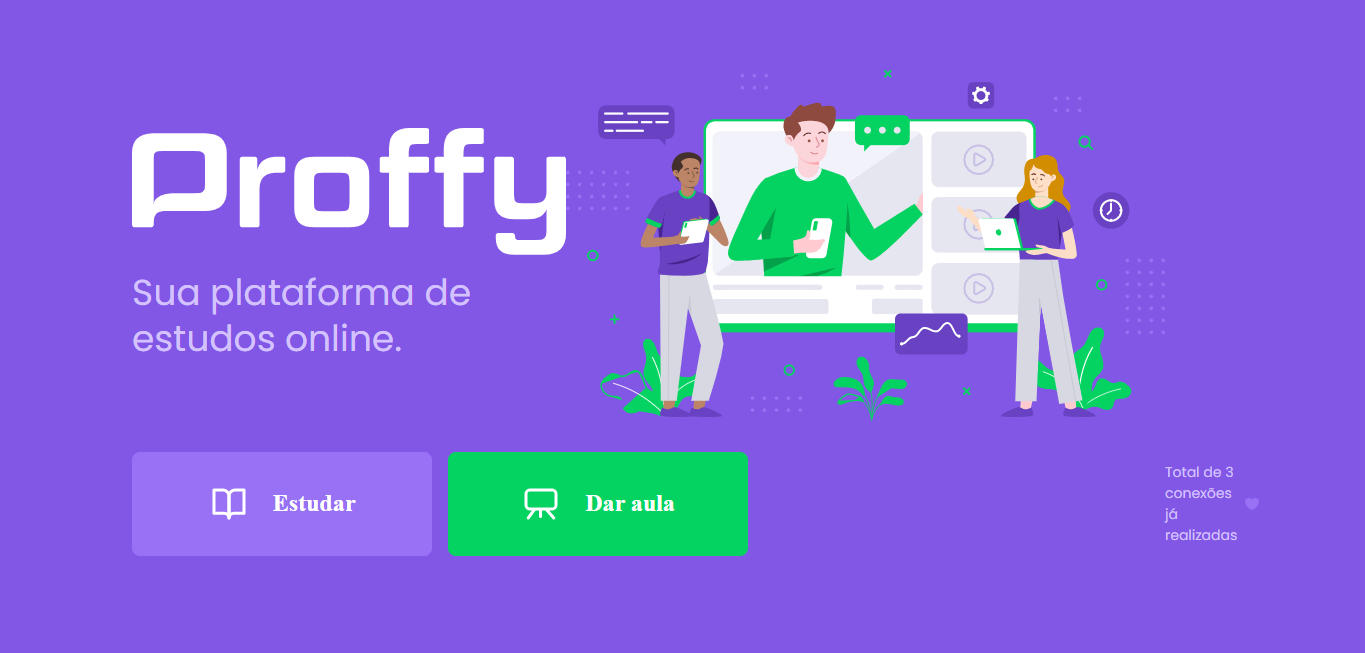 Proffy
Sua plataforma de
estudos online.
Estudar
Dar aula
Total de 3
conexões
já
realizadas